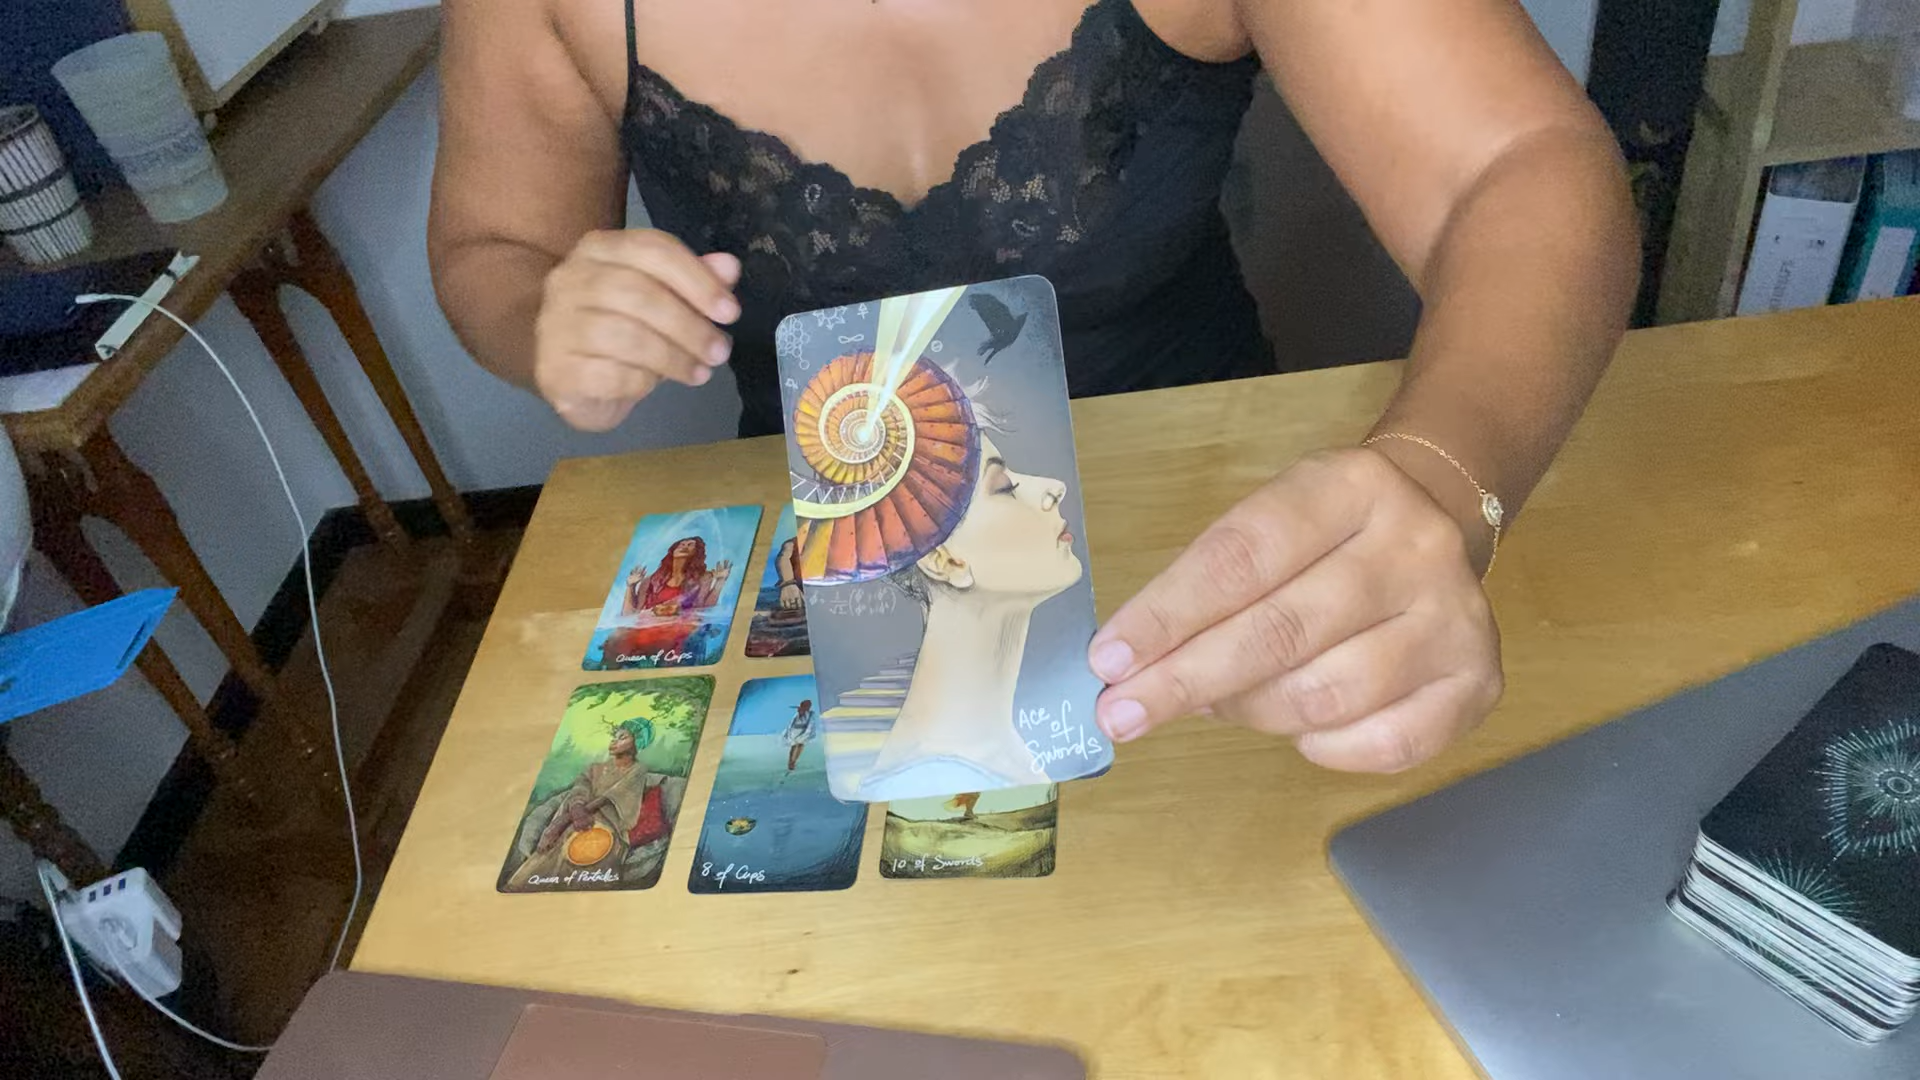 Ace
of
Swords
Queen of Cups
Queen of Pentacles
8 of Cups
10 of Swords